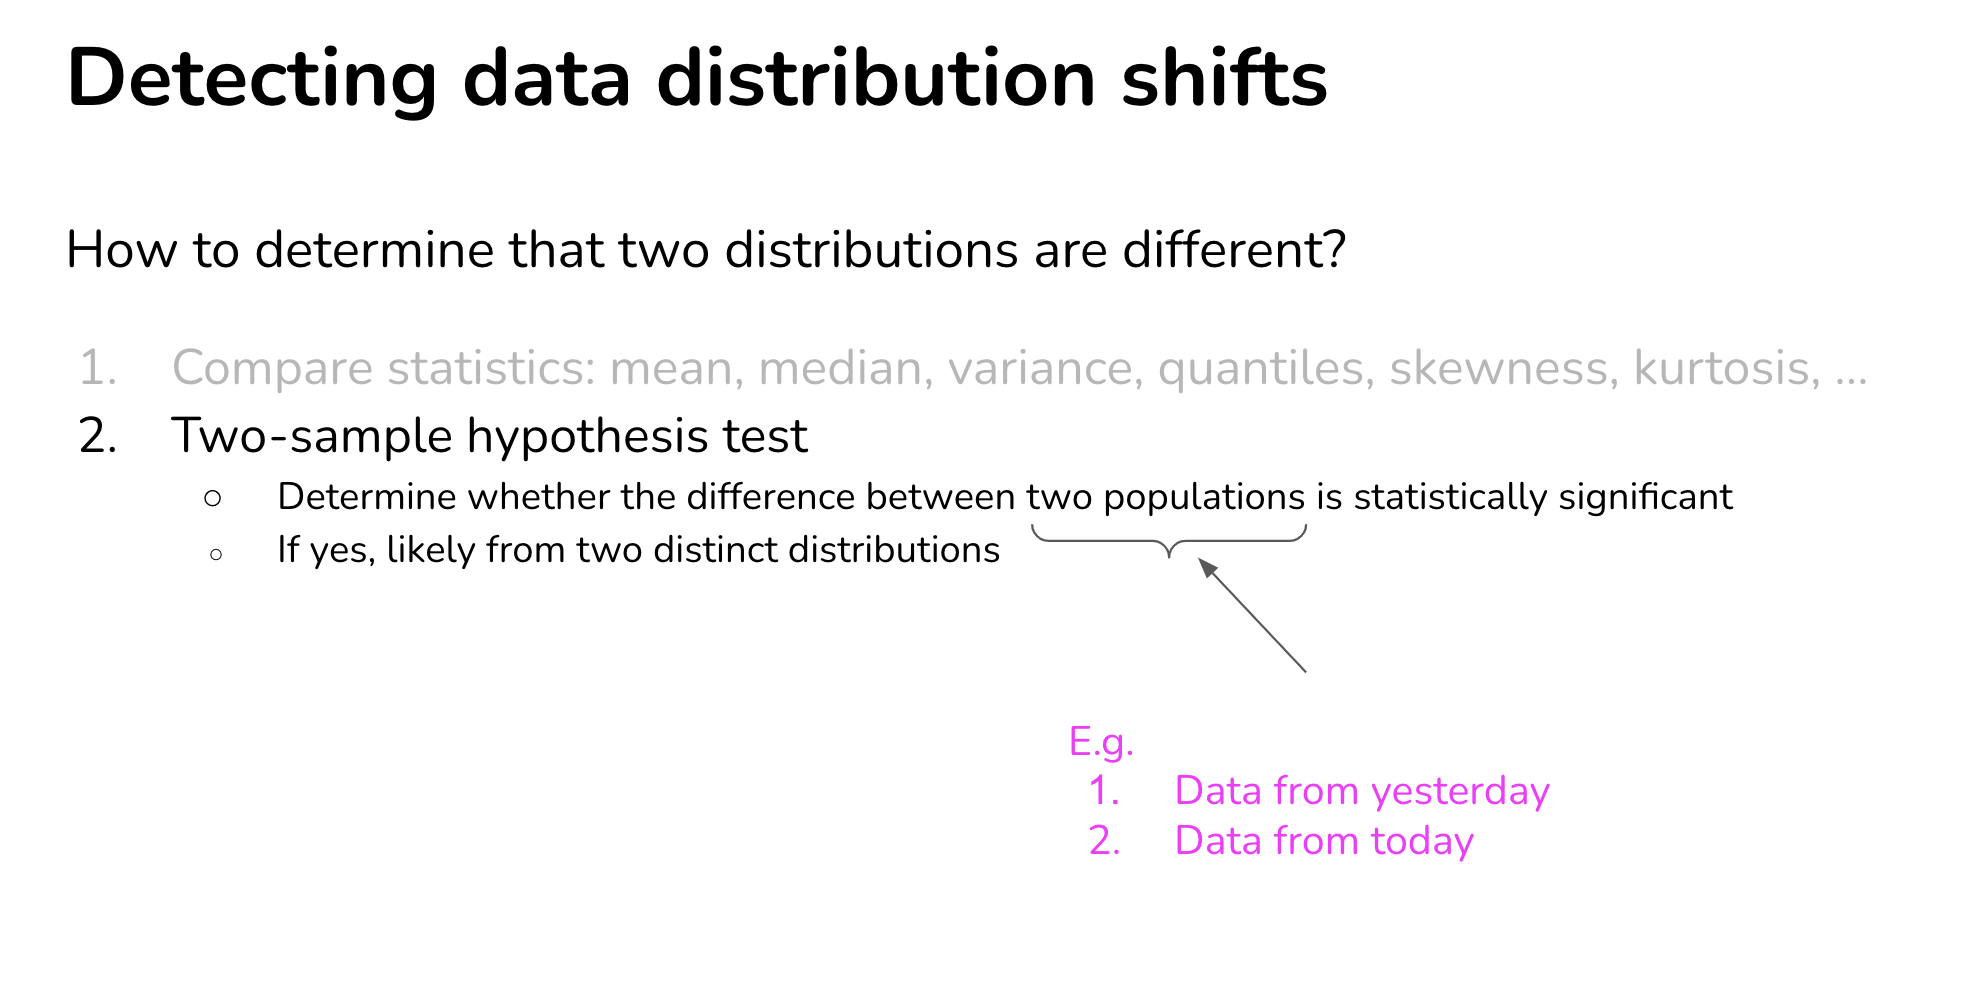 Detecting data distribution shifts
How to determine that two distributions are different?
1. Compare statistics: mean, median, variance, quantiles, skewness, kurtosis, ...
2. Two-sample hypothesis test
○ Determine whether the difference between two populations is statistically significant
○ If yes, likely from two distinct distributions
E.g.
1. Data from yesterday
2. Data from today